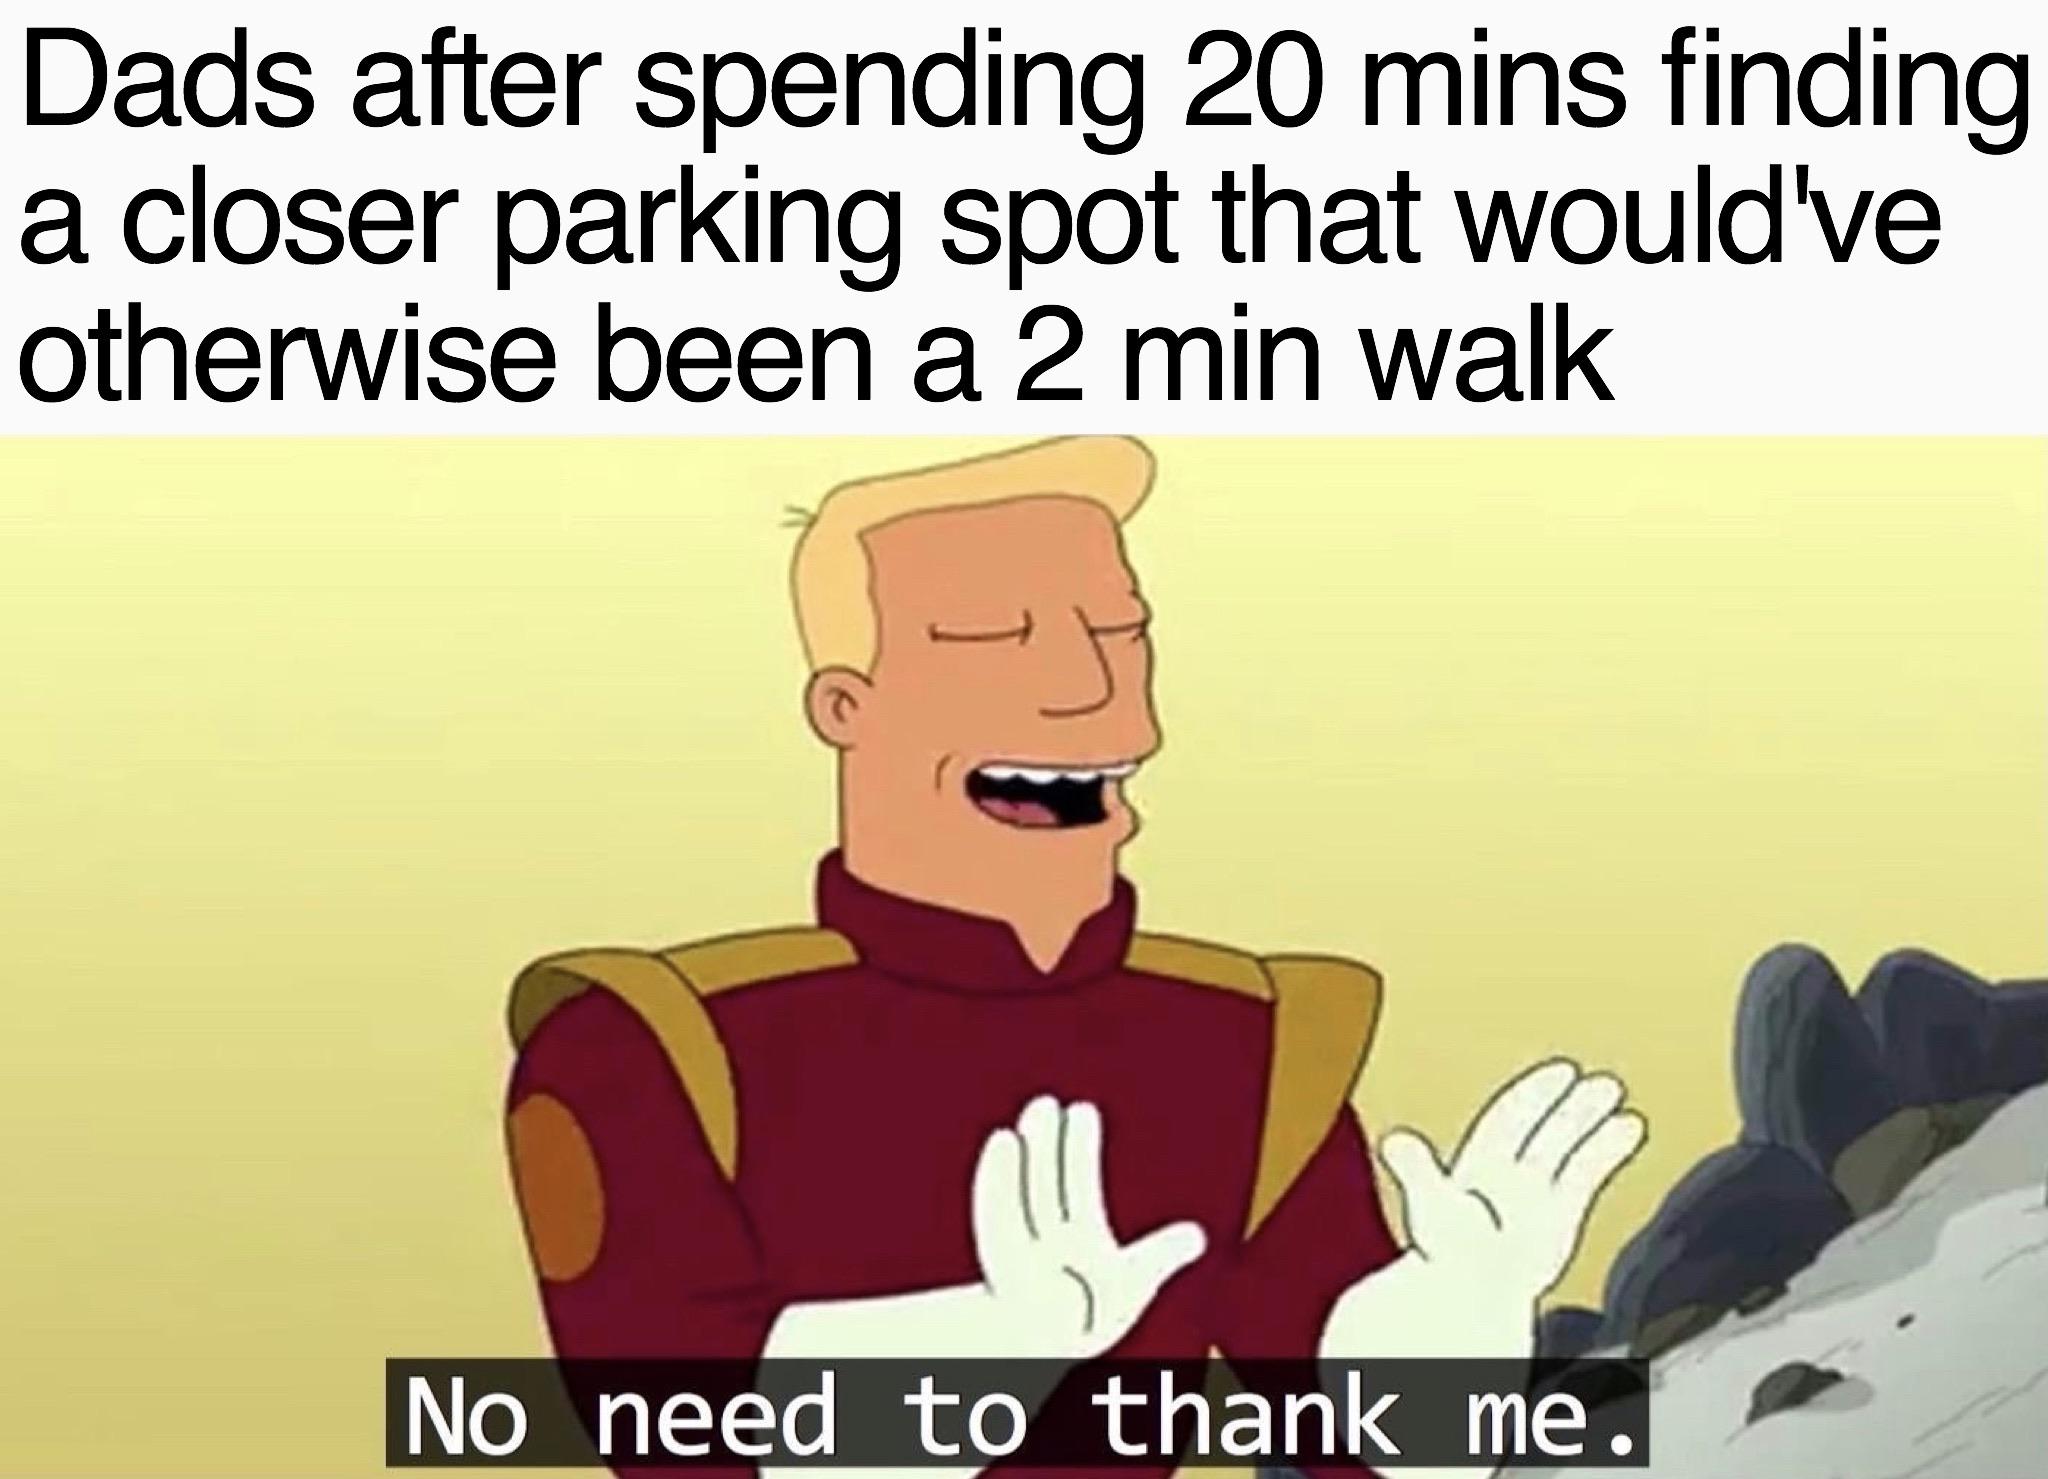 Dads after spending 20 mins finding
a closer parking spot that would've
otherwise been a 2 min walk
No need to thank me.